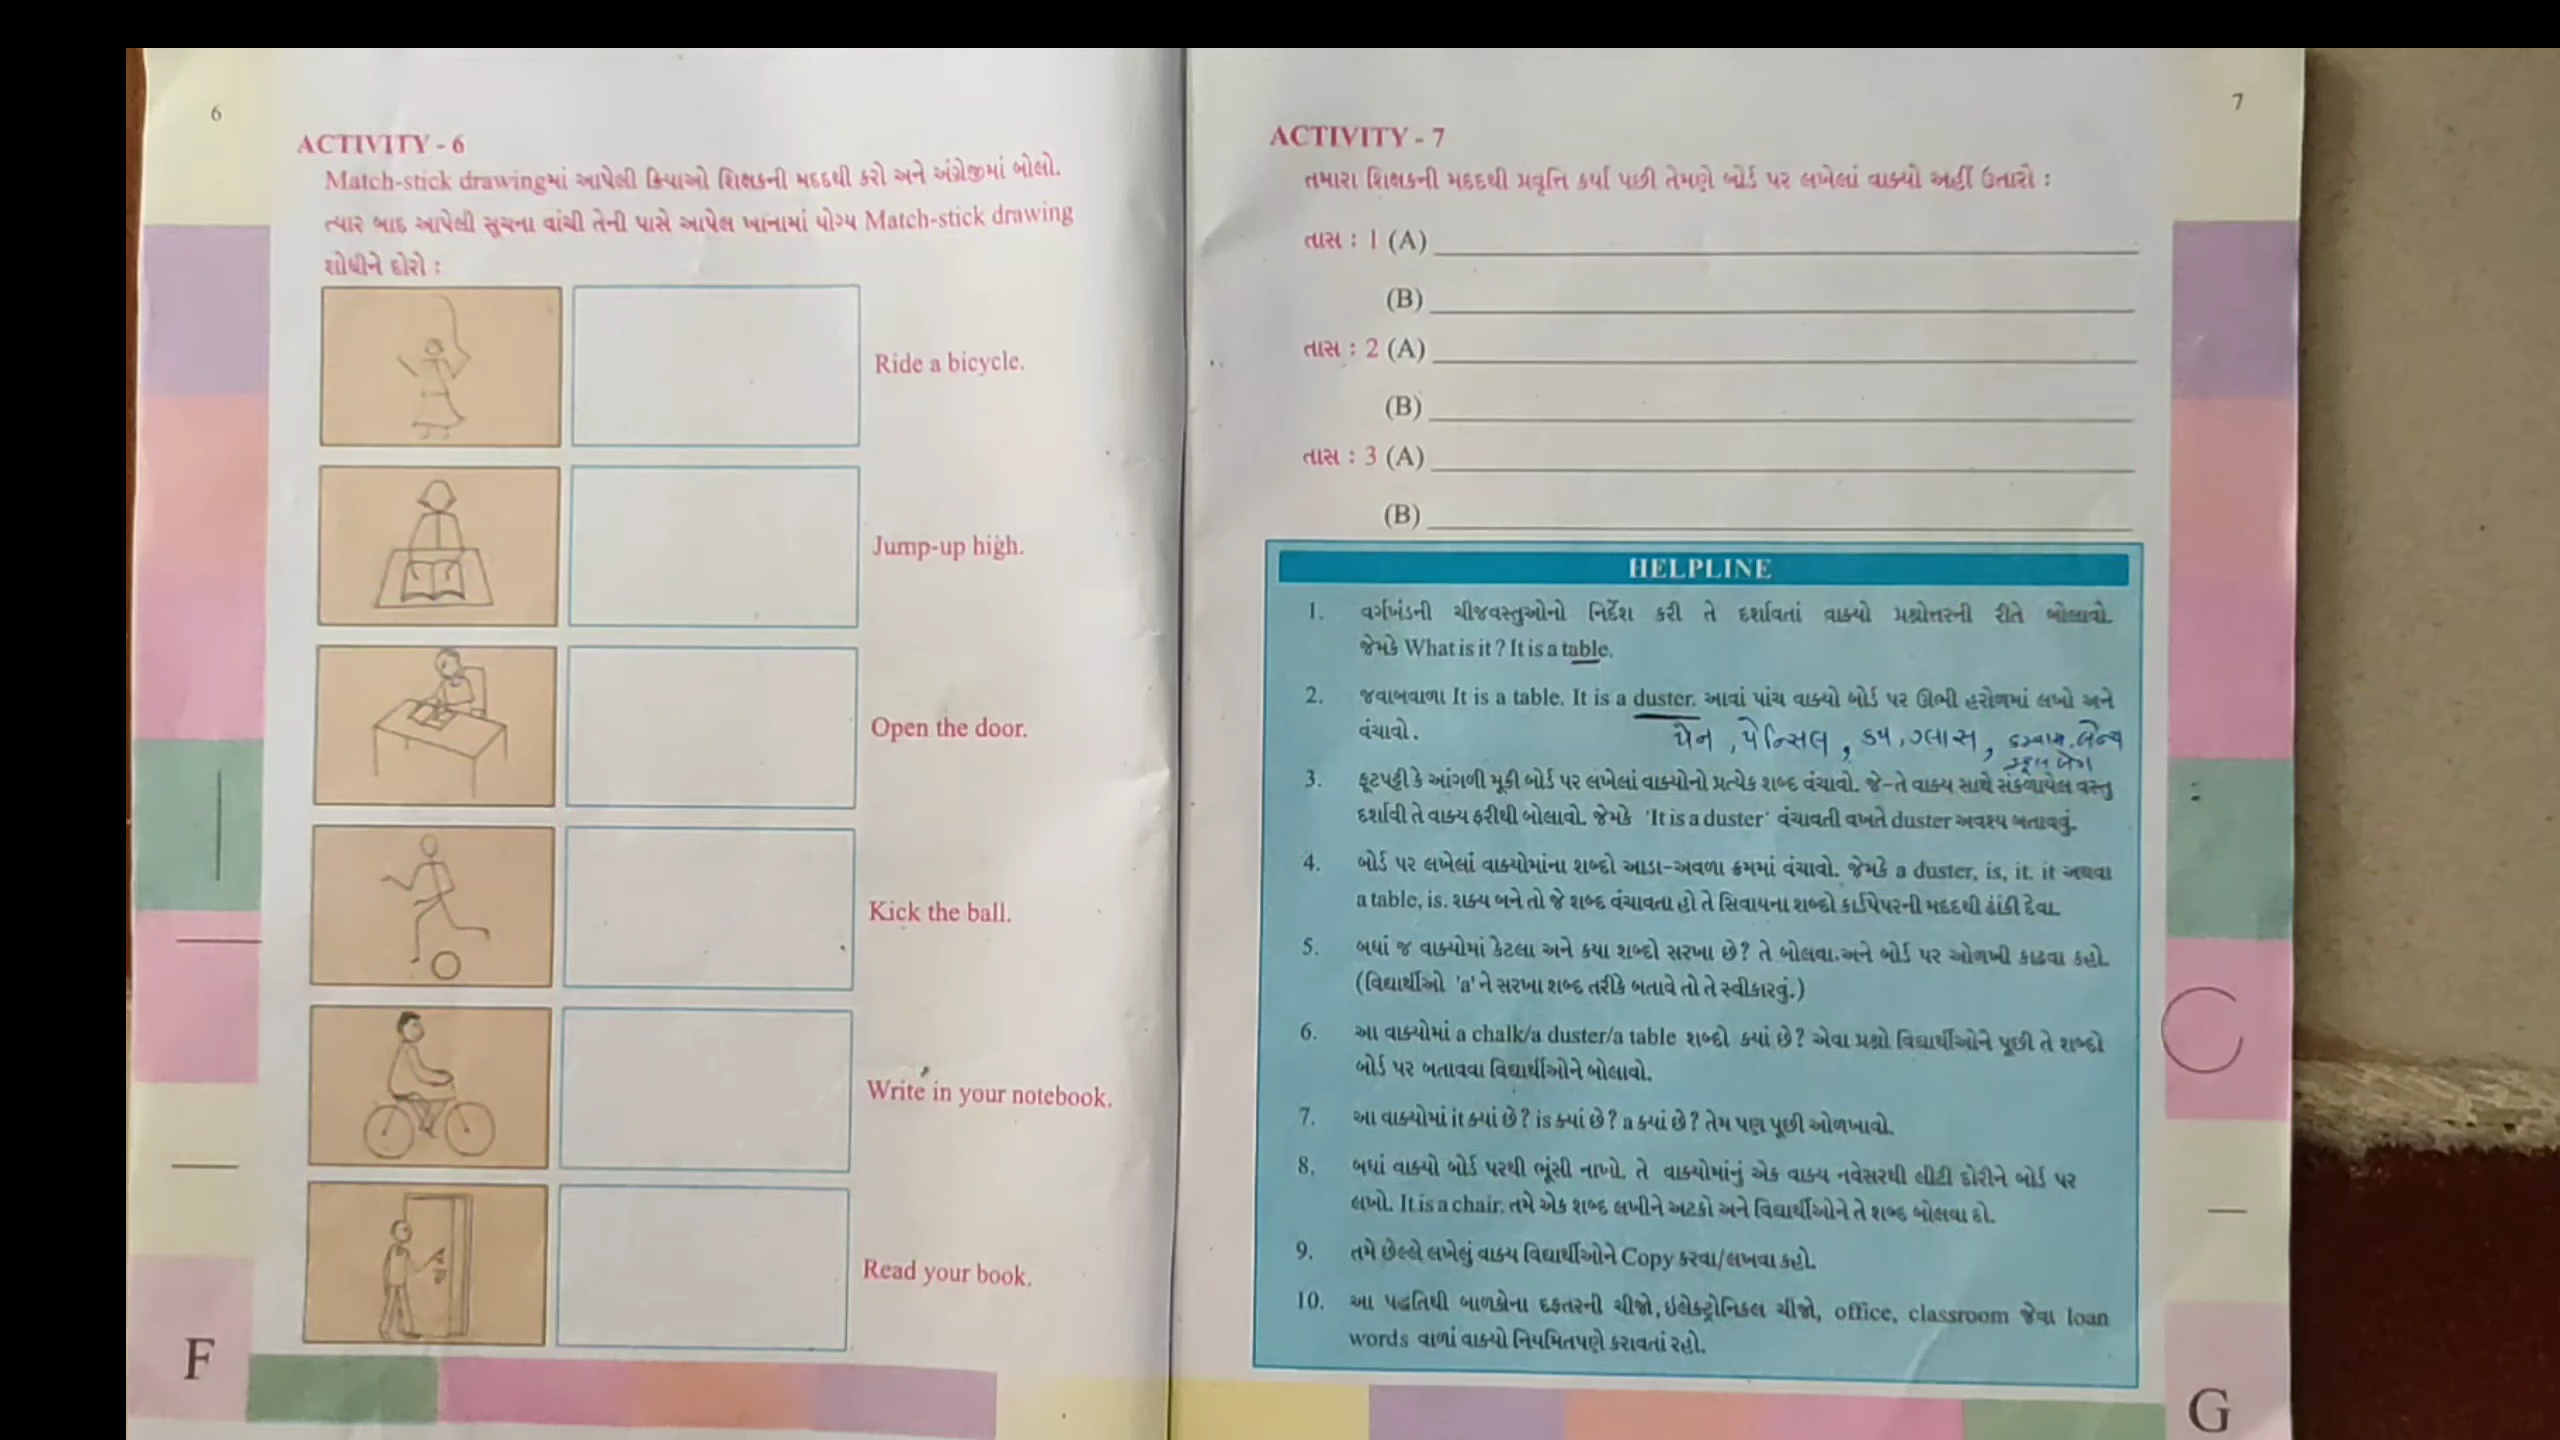 6
ACTIVITY - 6
Match-stick drawingમાં આપેલી ક્રિયાઓ શિક્ષકની મદદથી કરો અને અંગ્રેજીમાં બોલો.
ત્યાર બાદ આપેલી સૂચના વાંચી તેની પાસે આપેલ ખાનામાં યોગ્ય Match-stick drawing
શોધીને દોરો :
Ride a bicycle.
Jump-up high.
Open the door.
Kick the ball.
Write in your notebook.
Read your book.
F
7
ACTIVITY - 7
તમારા શિક્ષકની મદદથી પ્રવૃત્તિ કર્યા પછી તેમણે બોર્ડ પર લખેલાં વાક્યો અહીં ઉતારો :
તાસ : 1 (A)
(B)
તાસ : 2 (A)
(B)
તાસ : 3 (A)
(B)
HELPLINE
1. વર્ગખંડની ચીજવસ્તુઓનો નિર્દેશ કરી તે દર્શાવતાં વાક્યો પ્રશ્નોત્તરની રીતે બોલાવો.
જેમકે What is it ? It is a table.
2. જવાબવાળા It is a table. It is a duster. આવાં પાંચ વાક્યો બોર્ડ પર ઊભી હરોળમાં લખો અને
વંચાવો.
પેન, પેન્સિલ, કપ, ગ્લાસ, કમ્પાસ, બેન્ચ
સ્કૂલ બેગ
3. ફૂટપટ્ટી કે આંગળી મૂકી બોર્ડ પર લખેલાં વાક્યોનો પ્રત્યેક શબ્દ વંચાવો. જે-તે વાક્ય સાથે સંકળાયેલ વસ્તુ
દર્શાવી તે વાક્ય ફરીથી બોલાવો. જેમકે 'It is a duster' વંચાવતી વખતે duster અવશ્ય બતાવવું.
4. બોર્ડ પર લખેલાં વાક્યોમાંના શબ્દો આડા-અવળા ક્રમમાં વંચાવો. જેમકે a duster, is, it. it અથવા
a table, is. શક્ય બને તો જે શબ્દ વંચાવતા હો તે સિવાયના શબ્દો કાર્ડપેપરની મદદથી ઢાંકી દેવા.
5. બધાં જ વાક્યોમાં કેટલા અને કયા શબ્દો સરખા છે? તે બોલવા અને બોર્ડ પર ઓળખી કાઢવા કહો.
(વિદ્યાર્થીઓ 'a' ને સરખા શબ્દ તરીકે બતાવે તો તે સ્વીકારવું.)
6. આ વાક્યોમાં a chalk/a duster/a table શબ્દો ક્યાં છે? એવા પ્રશ્નો વિદ્યાર્થીઓને પૂછી તે શબ્દો
બોર્ડ પર બતાવવા વિદ્યાર્થીઓને બોલાવો.
7. આ વાક્યોમાં it ક્યાં છે? is ક્યાં છે? a ક્યાં છે? તેમ પણ પૂછી ઓળખાવો.
8. બધાં વાક્યો બોર્ડ પરથી ભૂંસી નાખો. તે વાક્યોમાંનું એક વાક્ય નવેસરથી લીટી દોરીને બોર્ડ પર
લખો. It is a chair. તમે એક શબ્દ લખીને અટકો અને વિદ્યાર્થીઓને તે શબ્દ બોલવા દો.
9. તમે છેલ્લે લખેલું વાક્ય વિદ્યાર્થીઓને Copy કરવા/લખવા કહો.
10. આ પદ્ધતિથી બાળકોના દફતરની ચીજો, ઇલેક્ટ્રોનિકલ ચીજો, office, classroom જેવા loan
words વાળાં વાક્યો નિયમિતપણે કરાવતાં રહો.
G